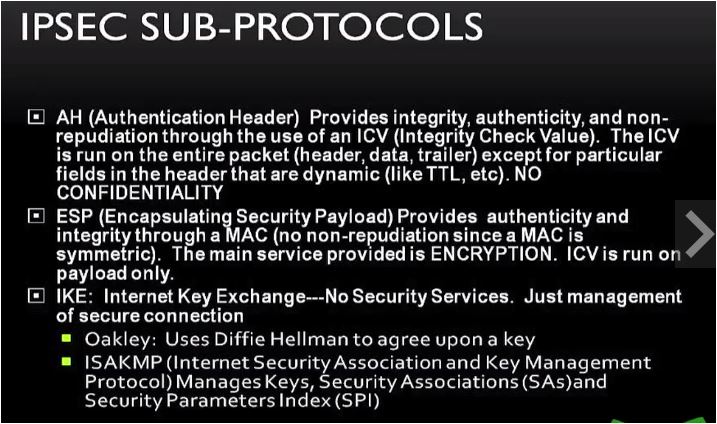 IPSEC SUB-PROTOCOLS
AH (Authentication Header) Provides integrity, authenticity, and non-
repudiation through the use of an ICV (Integrity Check Value). The ICV
is run on the entire packet (header, data, trailer) except for particular
fields in the header that are dynamic (like TTL, etc). NO
CONFIDENTIALITY
ESP (Encapsulating Security Payload) Provides authenticity and
integrity through a MAC (no non-repudiation since a MAC is
symmetric). The main service provided is ENCRYPTION. ICV is run on
payload only.
IKE: Internet Key Exchange---No Security Services. Just management
of secure connection
Oakley: Uses Diffie Hellman to agree upon a key
ISAKMP (Internet Security Association and Key Management
Protocol) Manages Keys, Security Associations (SAs)and
Security Parameters Index (SPI)